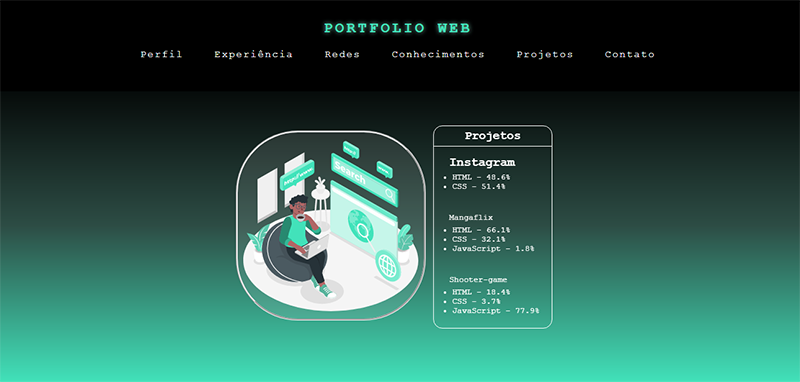 PORTFOLIO WEB
Perfil Experiência Redes Conhecimentos Projetos Contato
Search
Projetos
Instagram
HTML - 48.6%
CSS - 51.4%
Mangaflix
HTML - 66.1%
CSS - 32.1%
JavaScript - 1.8%
Shooter-game
HTML - 18.4%
CSS - 3.7%
JavaScript - 77.9%